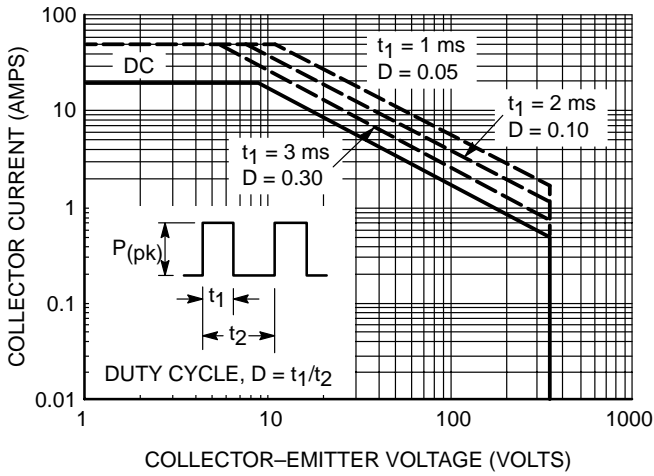 COLLECTOR CURRENT (AMPS)
100
10
1
0.1
0.01
DC
t1 = 1 ms
D = 0.05
t1 = 2 ms
D = 0.10
t1 = 3 ms
D = 0.30
P(pk)
t1
t2
DUTY CYCLE, D = t1/t2
1
10
100
1000
COLLECTOR–EMITTER VOLTAGE (VOLTS)